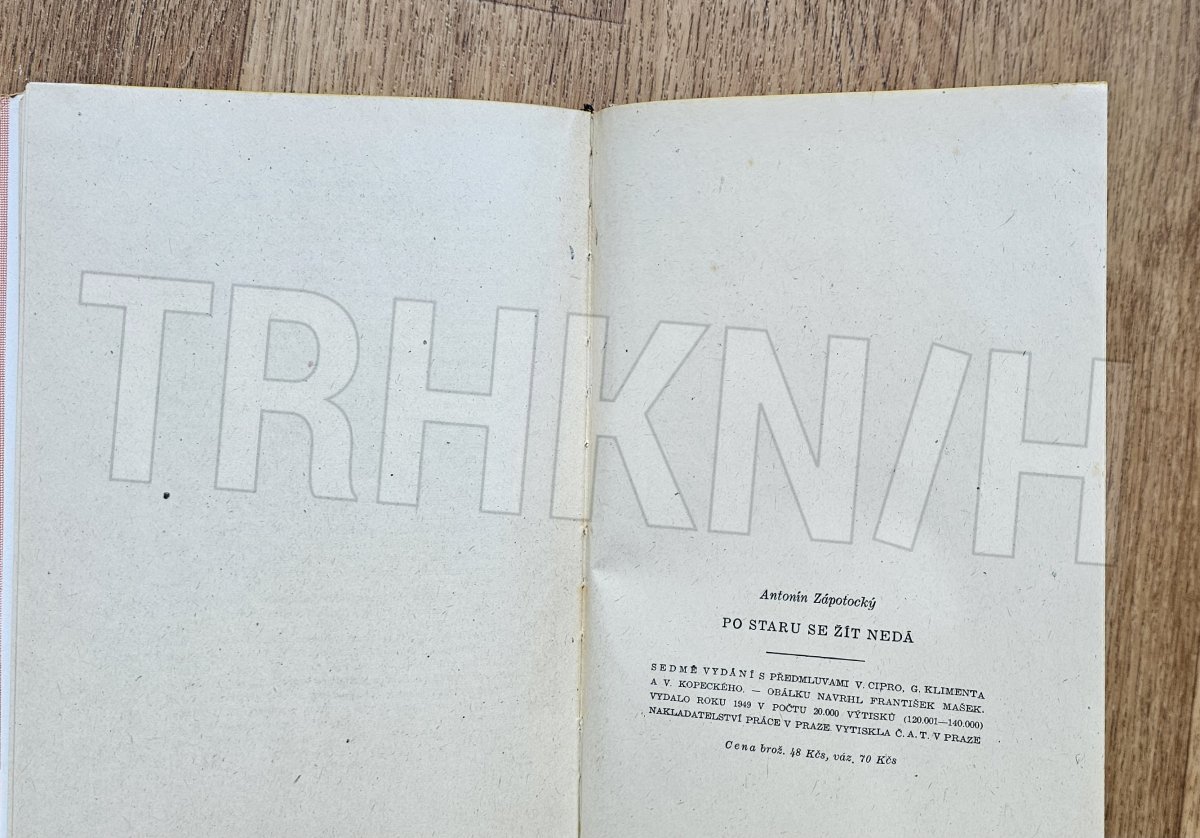 TRHKNIH
Antonín Zápotocký
PO STARU SE ŽÍT NEDÁ
SEDMÉ VYDÁNÍ S PŘEDMLUVAMI V. CIPRO, G. KLIMENTA
A V. KOPECKÉHO. — OBÁLKU NAVRHL FRANTIŠEK MAŠEK.
VYDALO ROKU 1949 V POČTU 20.000 VÝTISKŮ (120.001—140.000)
NAKLADATELSTVÍ PRÁCE V PRAZE. VYTISKLA Č. A. T. V PRAZE
Cena brož. 48 Kčs, váz. 70 Kčs